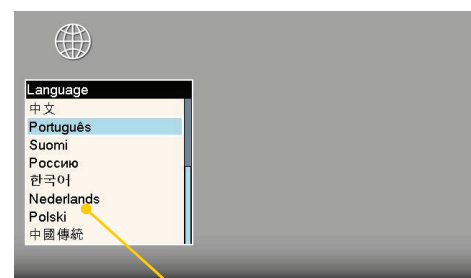 Language
中文
Português
Suomi
Россию
한국어
Nederlands
Polski
中國傳統